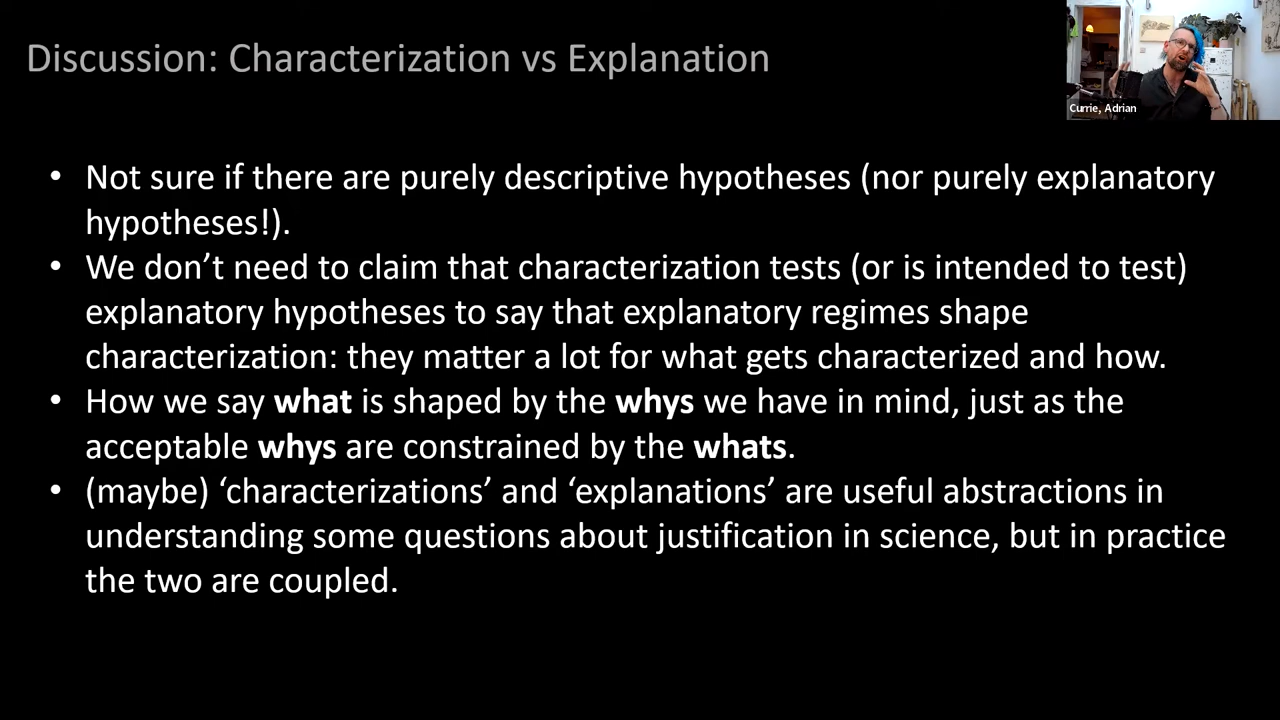 Discussion: Characterization vs Explanation
Currie, Adrian
• Not sure if there are purely descriptive hypotheses (nor purely explanatory
hypotheses!).
• We don’t need to claim that characterization tests (or is intended to test)
explanatory hypotheses to say that explanatory regimes shape
characterization: they matter a lot for what gets characterized and how.
• How we say what is shaped by the whys we have in mind, just as the
acceptable whys are constrained by the whats.
• (maybe) ‘characterizations’ and ‘explanations’ are useful abstractions in
understanding some questions about justification in science, but in practice
the two are coupled.